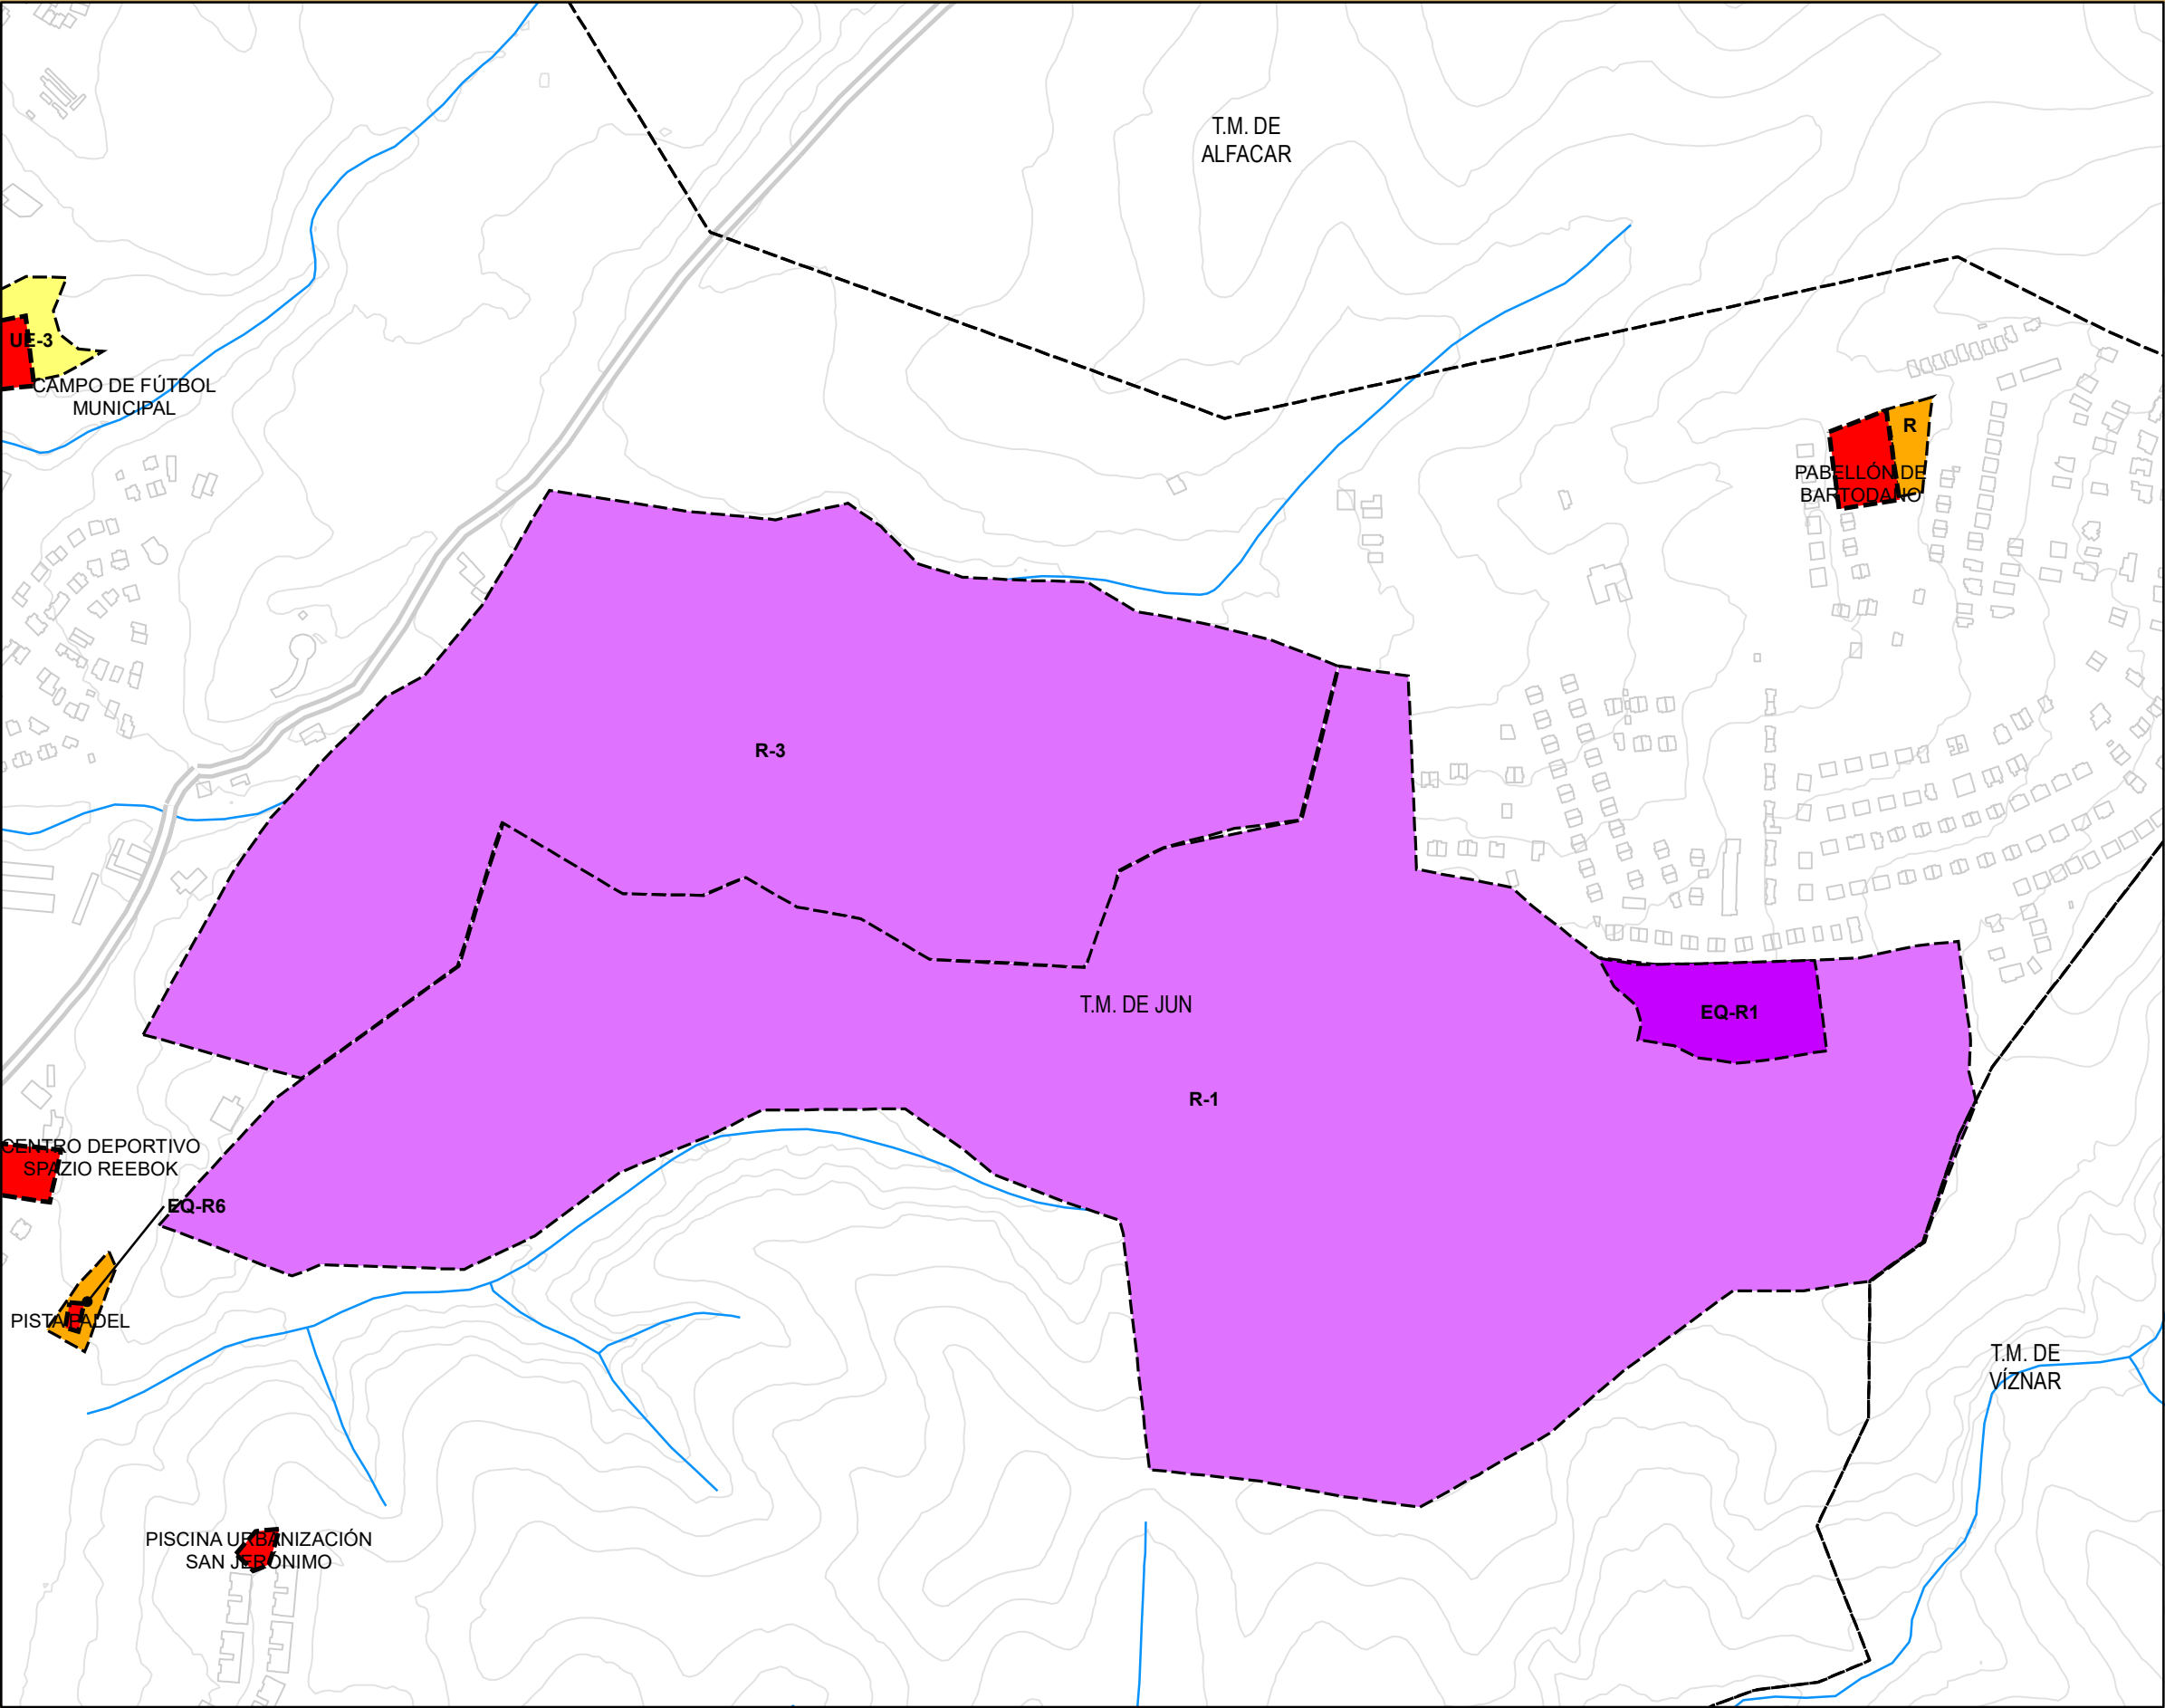 T.M. DE
ALFACAR
UE-3
CAMPO DE FÚTBOL
MUNICIPAL
R
PABELLÓN DE
BARTODANO
R-3
T.M. DE JUN
EQ-R1
R-1
CENTRO DEPORTIVO
SPAZIO REEBOK
EQ-R6
PISTA PADEL
T.M. DE
VÍZNAR
PISCINA URBANIZACIÓN
SAN JERÓNIMO